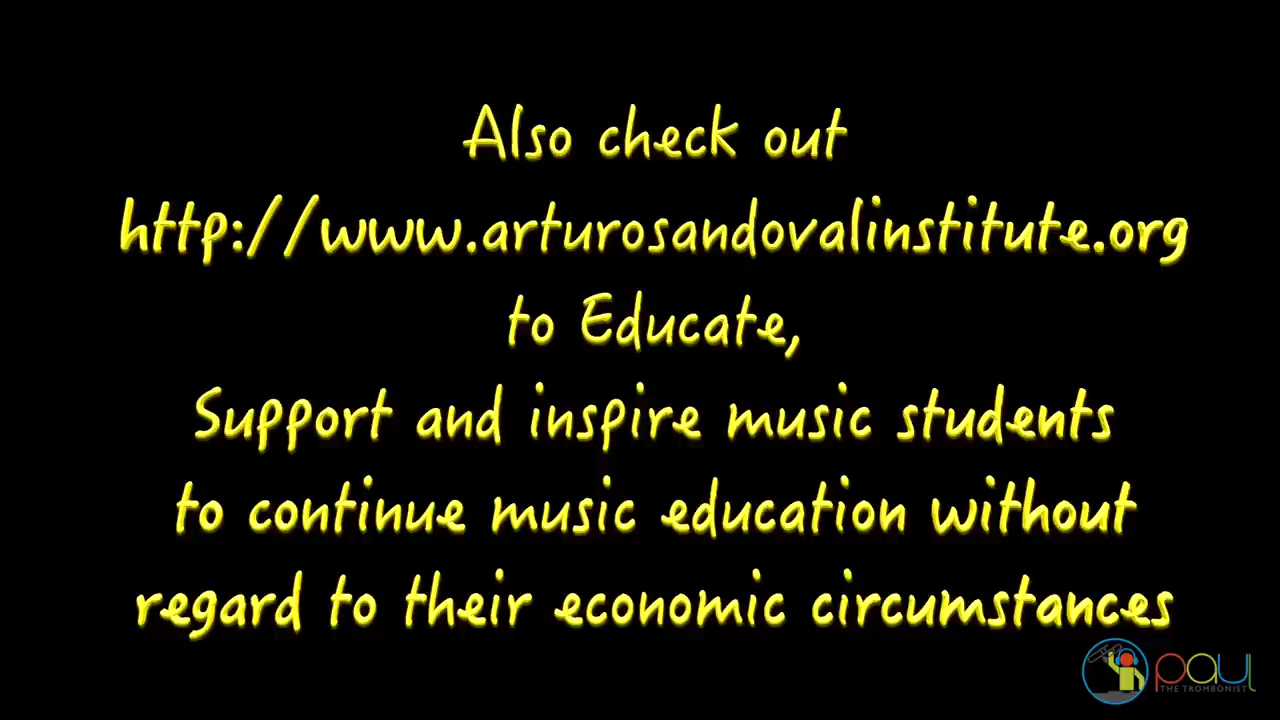 Also check out
http://www.arturosandovalinstitute.org
to Educate,
Support and inspire music students
to continue music education without
regard to their economic circumstances
paul
THE TROMBONIST